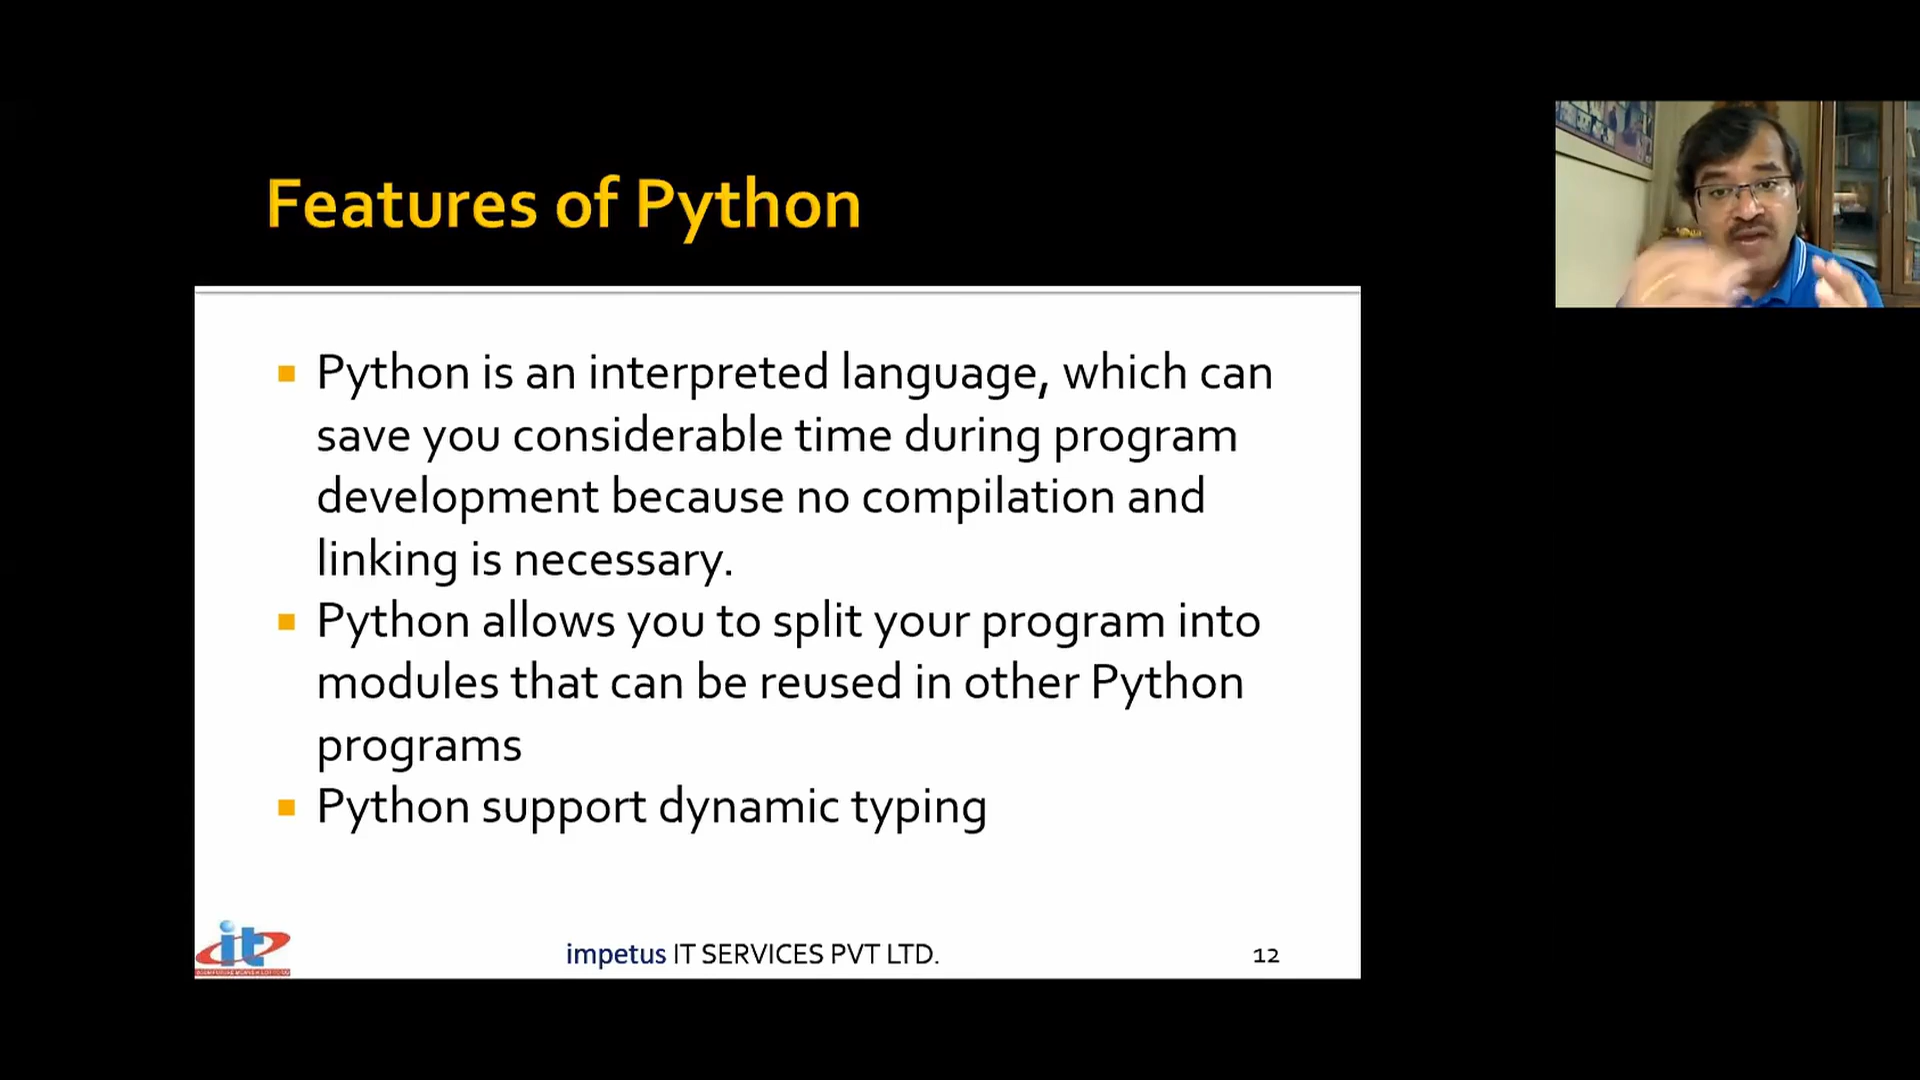 Features of Python
Python is an interpreted language, which can
save you considerable time during program
development because no compilation and
linking is necessary.
Python allows you to split your program into
modules that can be reused in other Python
programs
Python support dynamic typing
it
impetus IT SERVICES PVT LTD.
12